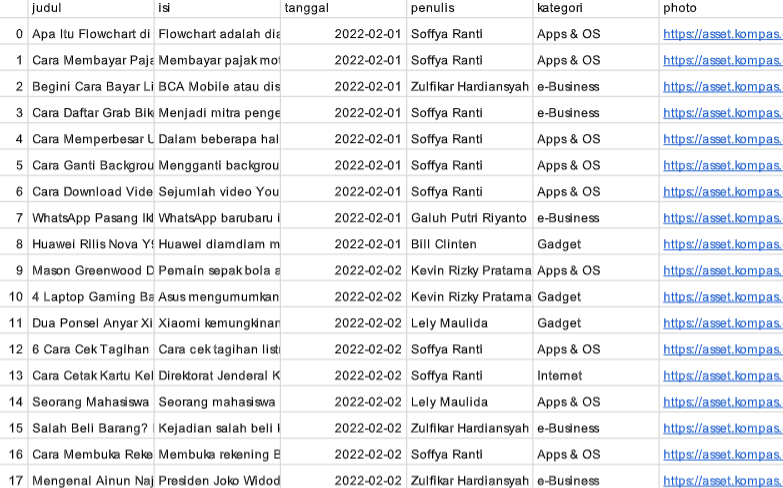 judul isi tanggal penulis kategori photo
0 Apa Itu Flowchart di Flowchart adalah dia 2022-02-01 Soffya Ranti Apps & OS https://asset.kompas.
1 Cara Membayar Paja Membayar pajak mot 2022-02-01 Soffya Ranti Apps & OS https://asset.kompas.
2 Begini Cara Bayar Li BCA Mobile atau dis 2022-02-01 Zulfikar Hardiansyah e-Business https://asset.kompas.
3 Cara Daftar Grab Bik Menjadi mitra penge 2022-02-01 Soffya Ranti e-Business https://asset.kompas.
4 Cara Memperbesar U Dalam beberapa hal 2022-02-01 Soffya Ranti Apps & OS https://asset.kompas.
5 Cara Ganti Backgrou Mengganti backgrou 2022-02-01 Soffya Ranti Apps & OS https://asset.kompas.
6 Cara Download Vide Sejumlah video You 2022-02-01 Soffya Ranti Apps & OS https://asset.kompas.
7 WhatsApp Pasang Ikl WhatsApp barubaru i 2022-02-01 Galuh Putri Riyanto e-Business https://asset.kompas.
8 Huawei Rilis Nova Y9 Huawei diamdiam m 2022-02-01 Bill Clinten Gadget https://asset.kompas.
9 Mason Greenwood D Pemain sepak bola a 2022-02-02 Kevin Rizky Pratama Apps & OS https://asset.kompas.
10 4 Laptop Gaming Ba Asus mengumumkan 2022-02-02 Kevin Rizky Pratama Gadget https://asset.kompas.
11 Dua Ponsel Anyar Xi Xiaomi kemungkinan 2022-02-02 Lely Maulida Gadget https://asset.kompas.
12 6 Cara Cek Tagihan Cara cek tagihan listr 2022-02-02 Soffya Ranti Apps & OS https://asset.kompas.
13 Cara Cetak Kartu Kel Direktorat Jenderal K 2022-02-02 Soffya Ranti Internet https://asset.kompas.
14 Seorang Mahasiswa Seorang mahasiswa 2022-02-02 Lely Maulida Apps & OS https://asset.kompas.
15 Salah Beli Barang? Kejadian salah beli 2022-02-02 Zulfikar Hardiansyah e-Business https://asset.kompas.
16 Cara Membuka Reke Membuka rekening B 2022-02-02 Soffya Ranti Apps & OS https://asset.kompas.
17 Mengenal Ainun Naj Presiden Joko Widod 2022-02-02 Zulfikar Hardiansyah e-Business https://asset.kompas.